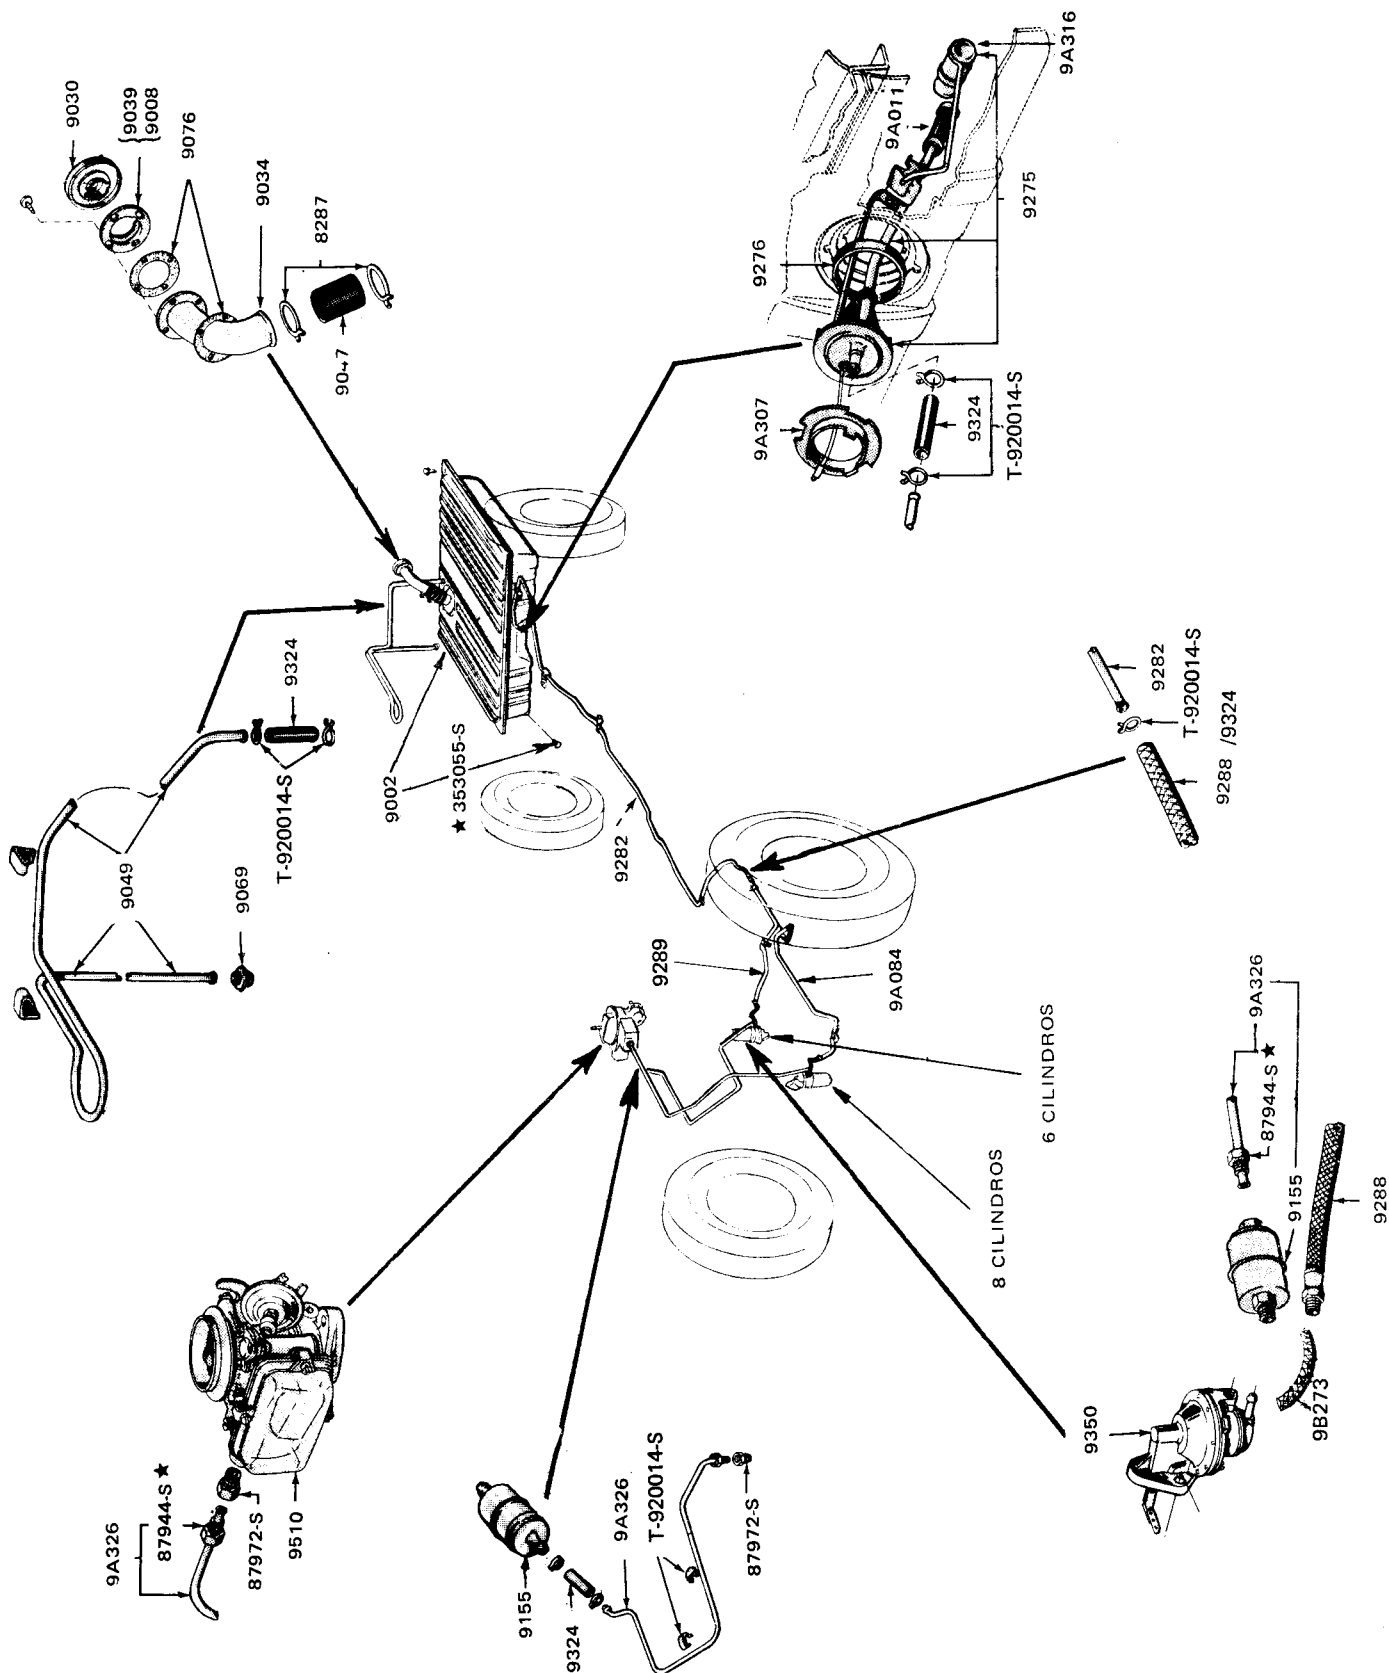 9030
{9039
{9008
9076
9034
8287
9047
9A316
9A011
9275
9276
9A307
9324
T-920014-S
9324
T-920014-S
9049
9069
9002
★ 353055-S
9282
9282
T-920014-S
9288 /9324
9289
9A084
6 CILINDROS
8 CILINDROS
9A326
87944-S ★
9155
9288
9B273
9350
9A326
87944-S ★
87972-S
9510
9155
9324
9A326
T-920014-S
87972-S